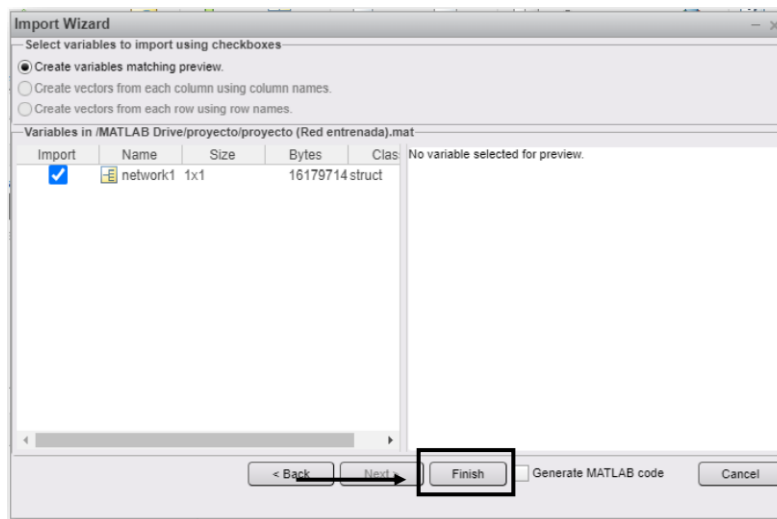 Import Wizard
Select variables to import using checkboxes
Create variables matching preview.
Create vectors from each column using column names.
Create vectors from each row using row names.
Variables in /MATLAB Drive/proyecto/proyecto (Red entrenada).mat
Import Name Size Bytes Clas
network1 1x1 16179714 struct
No variable selected for preview.
< Back Next > Finish Generate MATLAB code Cancel